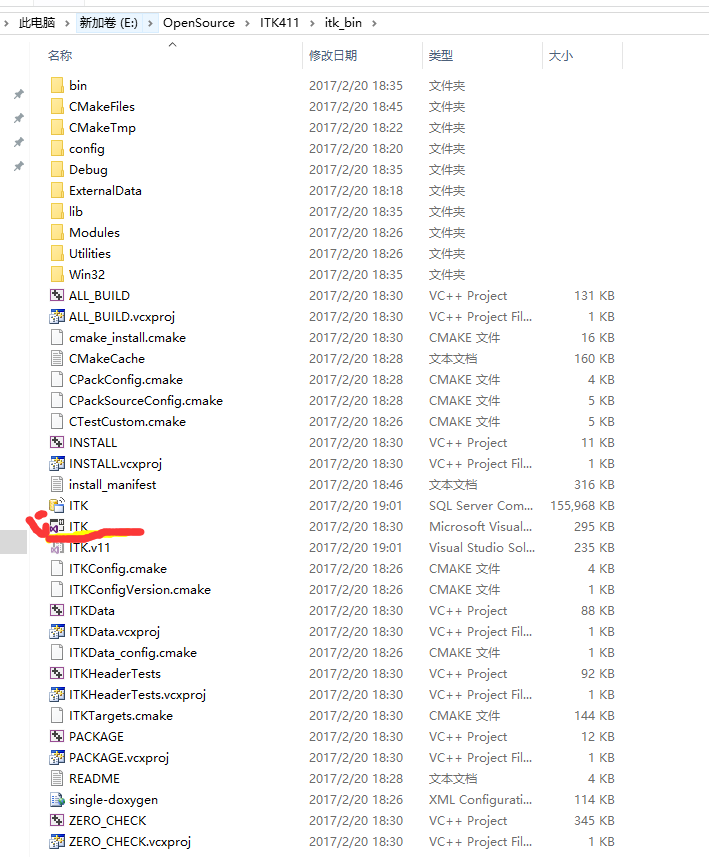 此电脑 新加卷 (E:) OpenSource ITK411 itk_bin
名称 修改日期 类型 大小
bin 2017/2/20 18:35 文件夹
CMakeFiles 2017/2/20 18:45 文件夹
CMakeTmp 2017/2/20 18:22 文件夹
config 2017/2/20 18:20 文件夹
Debug 2017/2/20 18:35 文件夹
ExternalData 2017/2/20 18:18 文件夹
lib 2017/2/20 18:35 文件夹
Modules 2017/2/20 18:26 文件夹
Utilities 2017/2/20 18:26 文件夹
Win32 2017/2/20 18:35 文件夹
ALL_BUILD 2017/2/20 18:30 VC++ Project 131 KB
ALL_BUILD.vcxproj 2017/2/20 18:30 VC++ Project Fil... 1 KB
cmake_install.cmake 2017/2/20 18:30 CMAKE 文件 16 KB
CMakeCache 2017/2/20 18:28 文本文档 160 KB
CPackConfig.cmake 2017/2/20 18:28 CMAKE 文件 4 KB
CPackSourceConfig.cmake 2017/2/20 18:28 CMAKE 文件 5 KB
CTestCustom.cmake 2017/2/20 18:26 CMAKE 文件 5 KB
INSTALL 2017/2/20 18:30 VC++ Project 11 KB
INSTALL.vcxproj 2017/2/20 18:30 VC++ Project Fil... 1 KB
install_manifest 2017/2/20 18:46 文本文档 316 KB
ITK 2017/2/20 19:01 SQL Server Com... 155,968 KB
ITK 2017/2/20 18:30 Microsoft Visual... 295 KB
ITK.v11 2017/2/20 19:01 Visual Studio Sol... 235 KB
ITKConfig.cmake 2017/2/20 18:30 CMAKE 文件 4 KB
ITKConfigVersion.cmake 2017/2/20 18:30 CMAKE 文件 1 KB
ITKData 2017/2/20 18:30 VC++ Project 88 KB
ITKData.vcxproj 2017/2/20 18:30 VC++ Project Fil... 1 KB
ITKData_config.cmake 2017/2/20 18:26 CMAKE 文件 1 KB
ITKHeaderTests 2017/2/20 18:30 VC++ Project 92 KB
ITKHeaderTests.vcxproj 2017/2/20 18:30 VC++ Project Fil... 1 KB
ITKTargets.cmake 2017/2/20 18:30 CMAKE 文件 144 KB
PACKAGE 2017/2/20 18:30 VC++ Project 12 KB
PACKAGE.vcxproj 2017/2/20 18:30 VC++ Project Fil... 1 KB
README 2017/2/20 18:28 文本文档 4 KB
single-doxygen 2017/2/20 18:26 XML Configurati... 114 KB
ZERO_CHECK 2017/2/20 18:30 VC++ Project 345 KB
ZERO_CHECK.vcxproj 2017/2/20 18:30 VC++ Project Fil... 1 KB